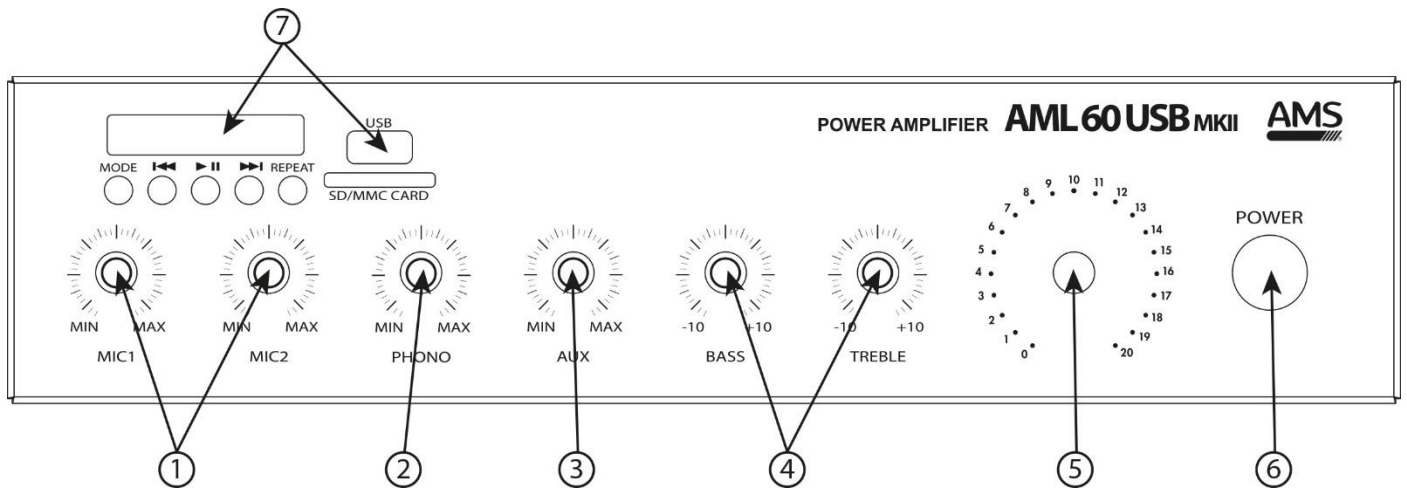 7
USB
POWER AMPLIFIER AML 60 USB MKII AMS
MODE REPEAT
SD/MMC CARD
POWER
0 1 2 3 4 5 6 7 8 9 10 11 12 13 14 15 16 17 18 19 20
MIN MAX MIN MAX MIN MAX MIN MAX -10 +10 -10 +10
MIC1 MIC2 PHONO AUX BASS TREBLE
1 2 3 4 5 6